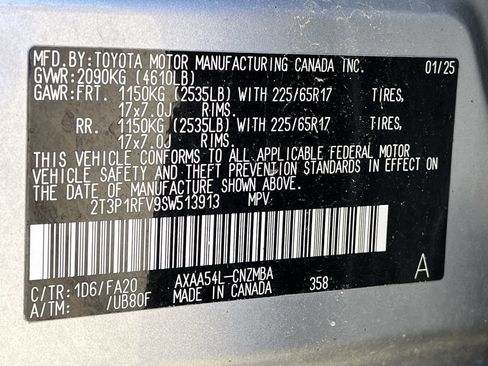 MFD.BY:TOYOTA MOTOR MANUFACTURING CANADA INC. 01/25
GVWR:2090KG (4610LB)
GAWR:FRT. 1150KG (2535LB) WITH 225/65R17 TIRES,
17x7.0J RIMS.
RR. 1150KG (2535LB) WITH 225/65R17 TIRES,
17x7.0J RIMS.
THIS VEHICLE CONFORMS TO ALL APPLICABLE FEDERAL MOTOR
VEHICLE SAFETY AND THEFT PREVENTION STANDARDS IN EFFECT
ON THE DATE OF MANUFACTURE SHOWN ABOVE.
2T3P1RFV9SW513913 MPV
C/TR:1D6/FA20 AXAA54L-CNZMBA A
A/TM: /UB80F MADE IN CANADA 358